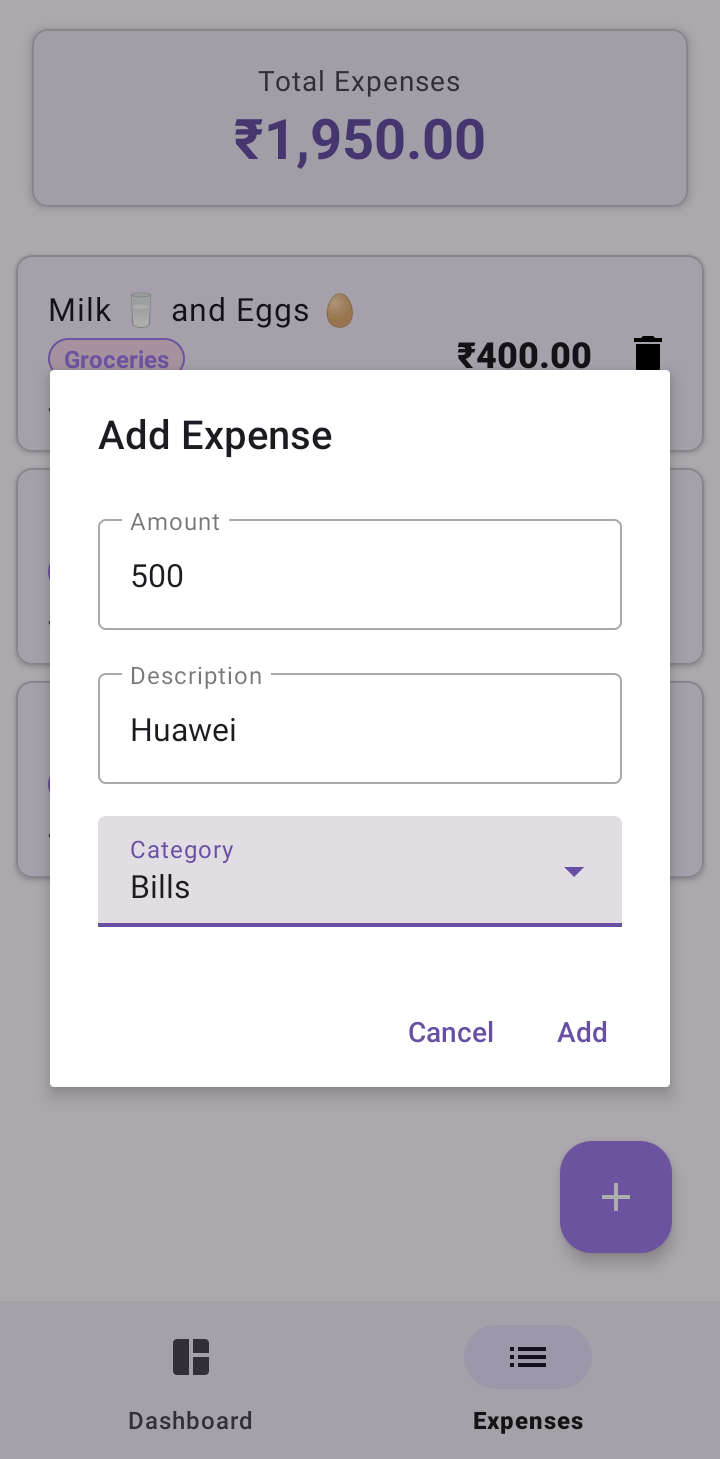 Total Expenses
₹1,950.00
Milk 🥛 and Eggs 🥚
Groceries
₹400.00
Add Expense
Amount
500
Description
Huawei
Category
Bills
Cancel
Add
+
Dashboard
Expenses